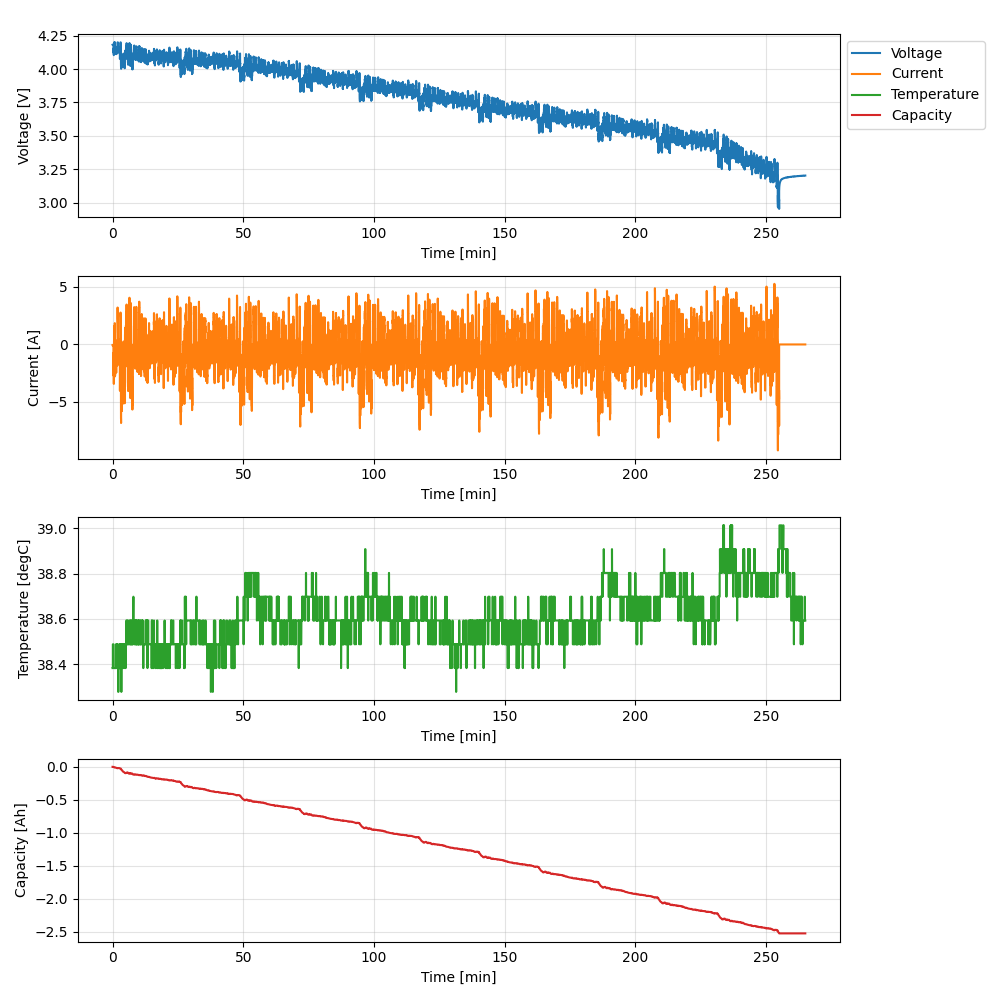 4.25
4.00
3.75
3.50
3.25
3.00
Voltage [V]
0 50 100 150 200 250
Time [min]
Voltage
Current
Temperature
Capacity
5
0
−5
Current [A]
0 50 100 150 200 250
Time [min]
39.0
38.8
38.6
38.4
Temperature [degC]
0 50 100 150 200 250
Time [min]
0.0
−0.5
−1.0
−1.5
−2.0
−2.5
Capacity [Ah]
0 50 100 150 200 250
Time [min]